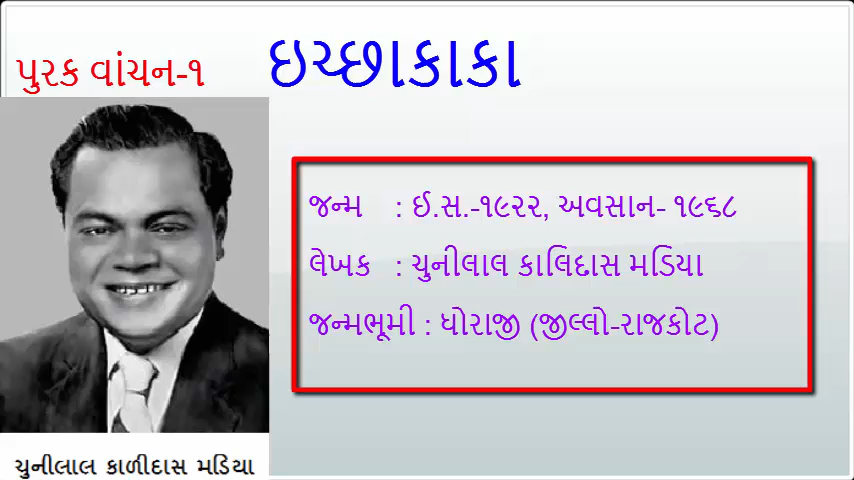 પુરક વાંચન-૧
ઇચ્છાકાકા
જન્મ : ઈ.સ.-૧૯૨૨, અવસાન- ૧૯૬૮
લેખક : ચુનીલાલ કાલિદાસ મડિયા
જન્મભૂમી : ધોરાજી (જીલ્લો-રાજકોટ)
ચુનીલાલ કાળીદાસ મડિયા